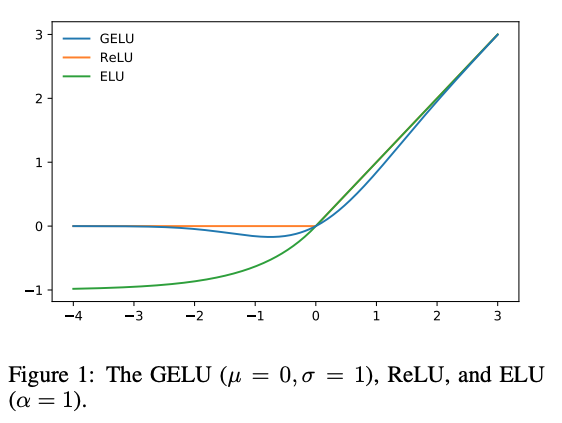 3
GELU
ReLU
ELU
2
1
0
−1
−4 −3 −2 −1 0 1 2 3
Figure 1: The GELU (μ = 0, σ = 1), ReLU, and ELU
(α = 1).